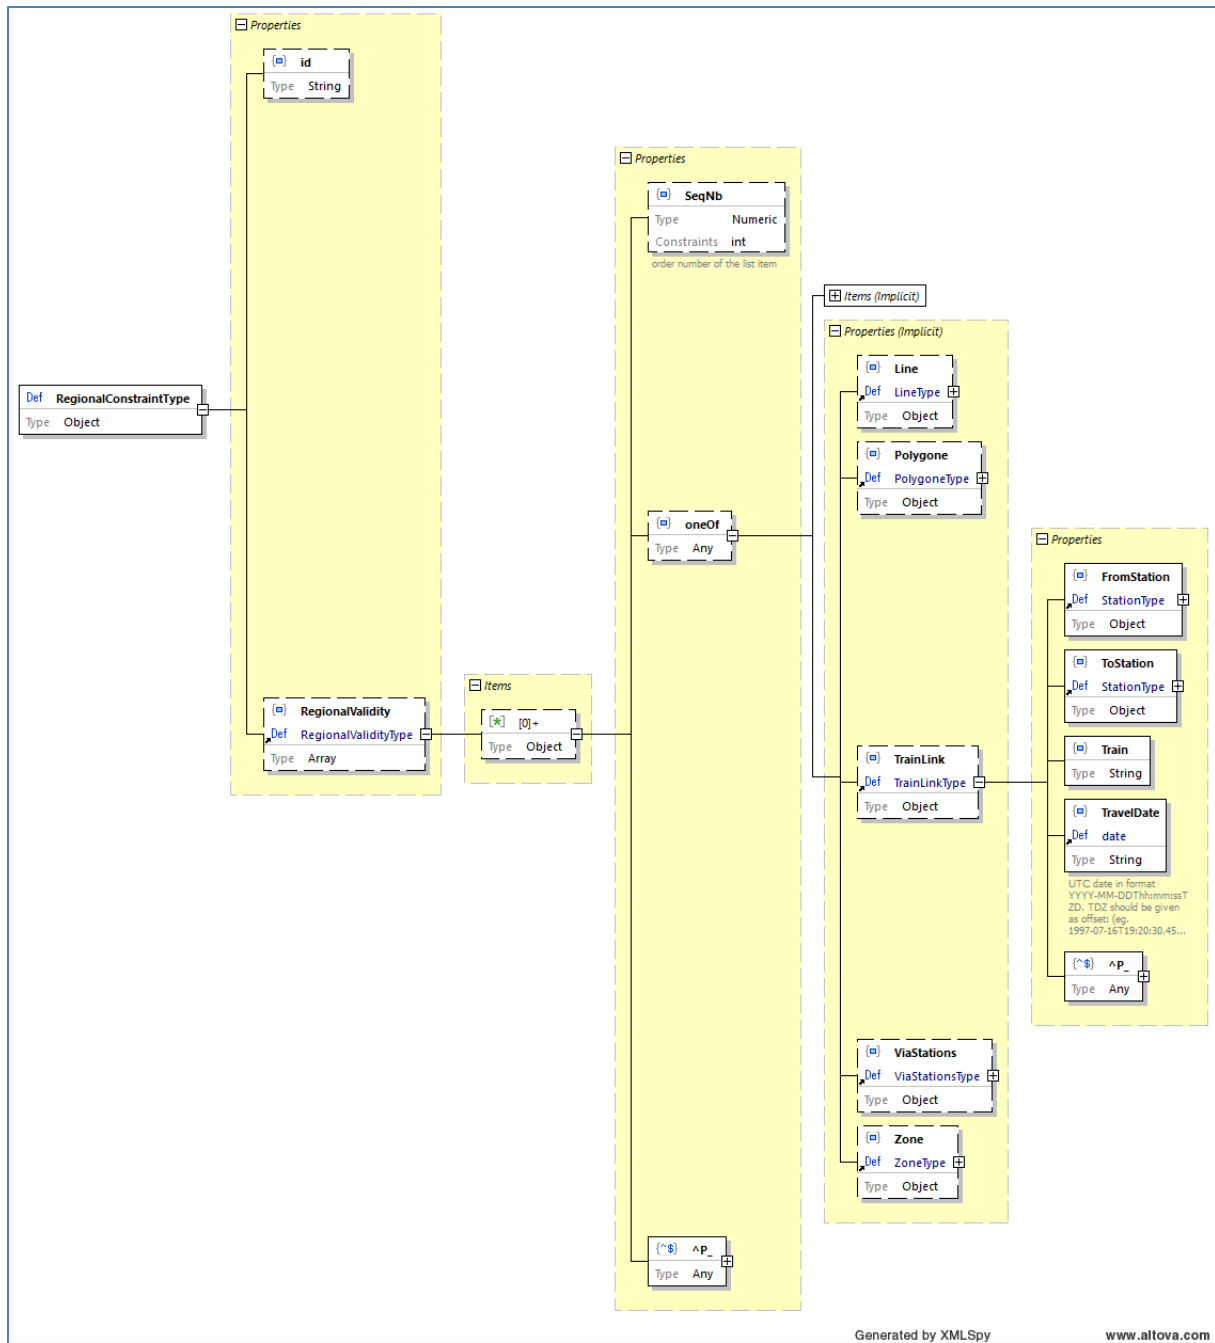 Properties
id
Type String
Properties
SeqNb
Type Numeric
Constraints int
order number of the list item
Items (Implicit)
Properties (Implicit)
Line
Def LineType
Type Object
Def RegionalConstraintType
Type Object
Polygone
Def PolygoneType
Type Object
oneOf
Type Any
Properties
FromStation
Def StationType
Type Object
ToStation
Def StationType
Type Object
Items
RegionalValidity
Def RegionalValidityType
Type Array
[0]+
Type Object
TrainLink
Def TrainLinkType
Type Object
Train
Type String
TravelDate
Def date
Type String
UTC date in format
YYYY-MM-DDThh:mm:ssT
ZD. TDZ should be given
as offset: (eg.
1997-07-16T19:20:30.45...
^P_
Type Any
ViaStations
Def ViaStationsType
Type Object
Zone
Def ZoneType
Type Object
^P_
Type Any
Generated by XMLSpy
www.altova.com